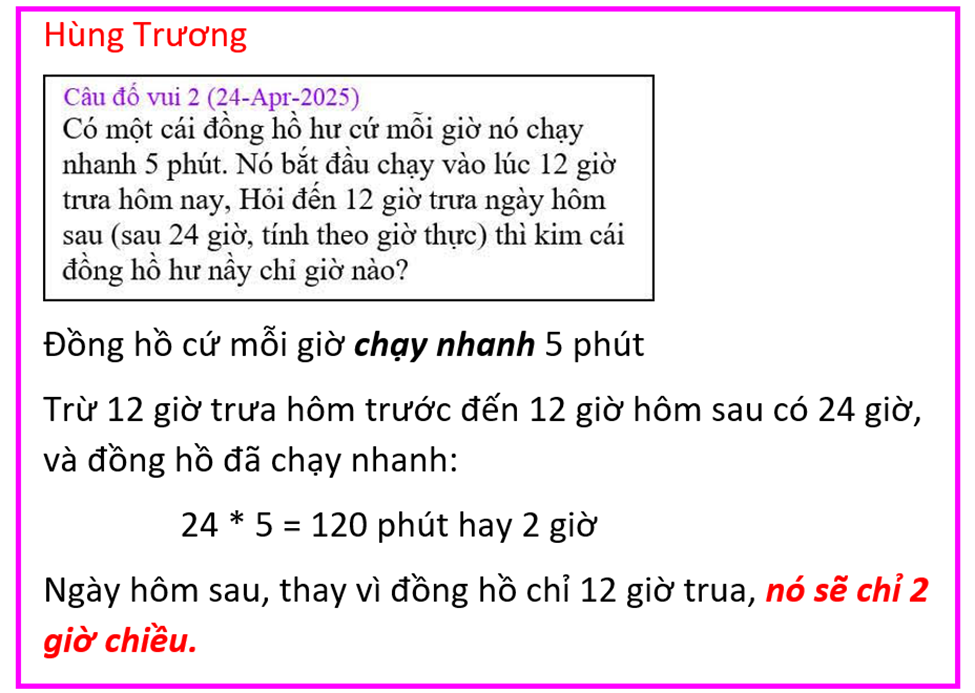 Hùng Trương
Câu đố vui 2 (24-Apr-2025)
Có một cái đồng hồ hư cứ mỗi giờ nó chạy
nhanh 5 phút. Nó bắt đầu chạy vào lúc 12 giờ
trưa hôm nay, Hỏi đến 12 giờ trưa ngày hôm
sau (sau 24 giờ, tính theo giờ thực) thì kim cái
đồng hồ hư nầy chỉ giờ nào?
Đồng hồ cứ mỗi giờ chạy nhanh 5 phút
Trừ 12 giờ trưa hôm trước đến 12 giờ hôm sau có 24 giờ,
và đồng hồ đã chạy nhanh:
24 * 5 = 120 phút hay 2 giờ
Ngày hôm sau, thay vì đồng hồ chỉ 12 giờ trua, nó sẽ chỉ 2
giờ chiều.